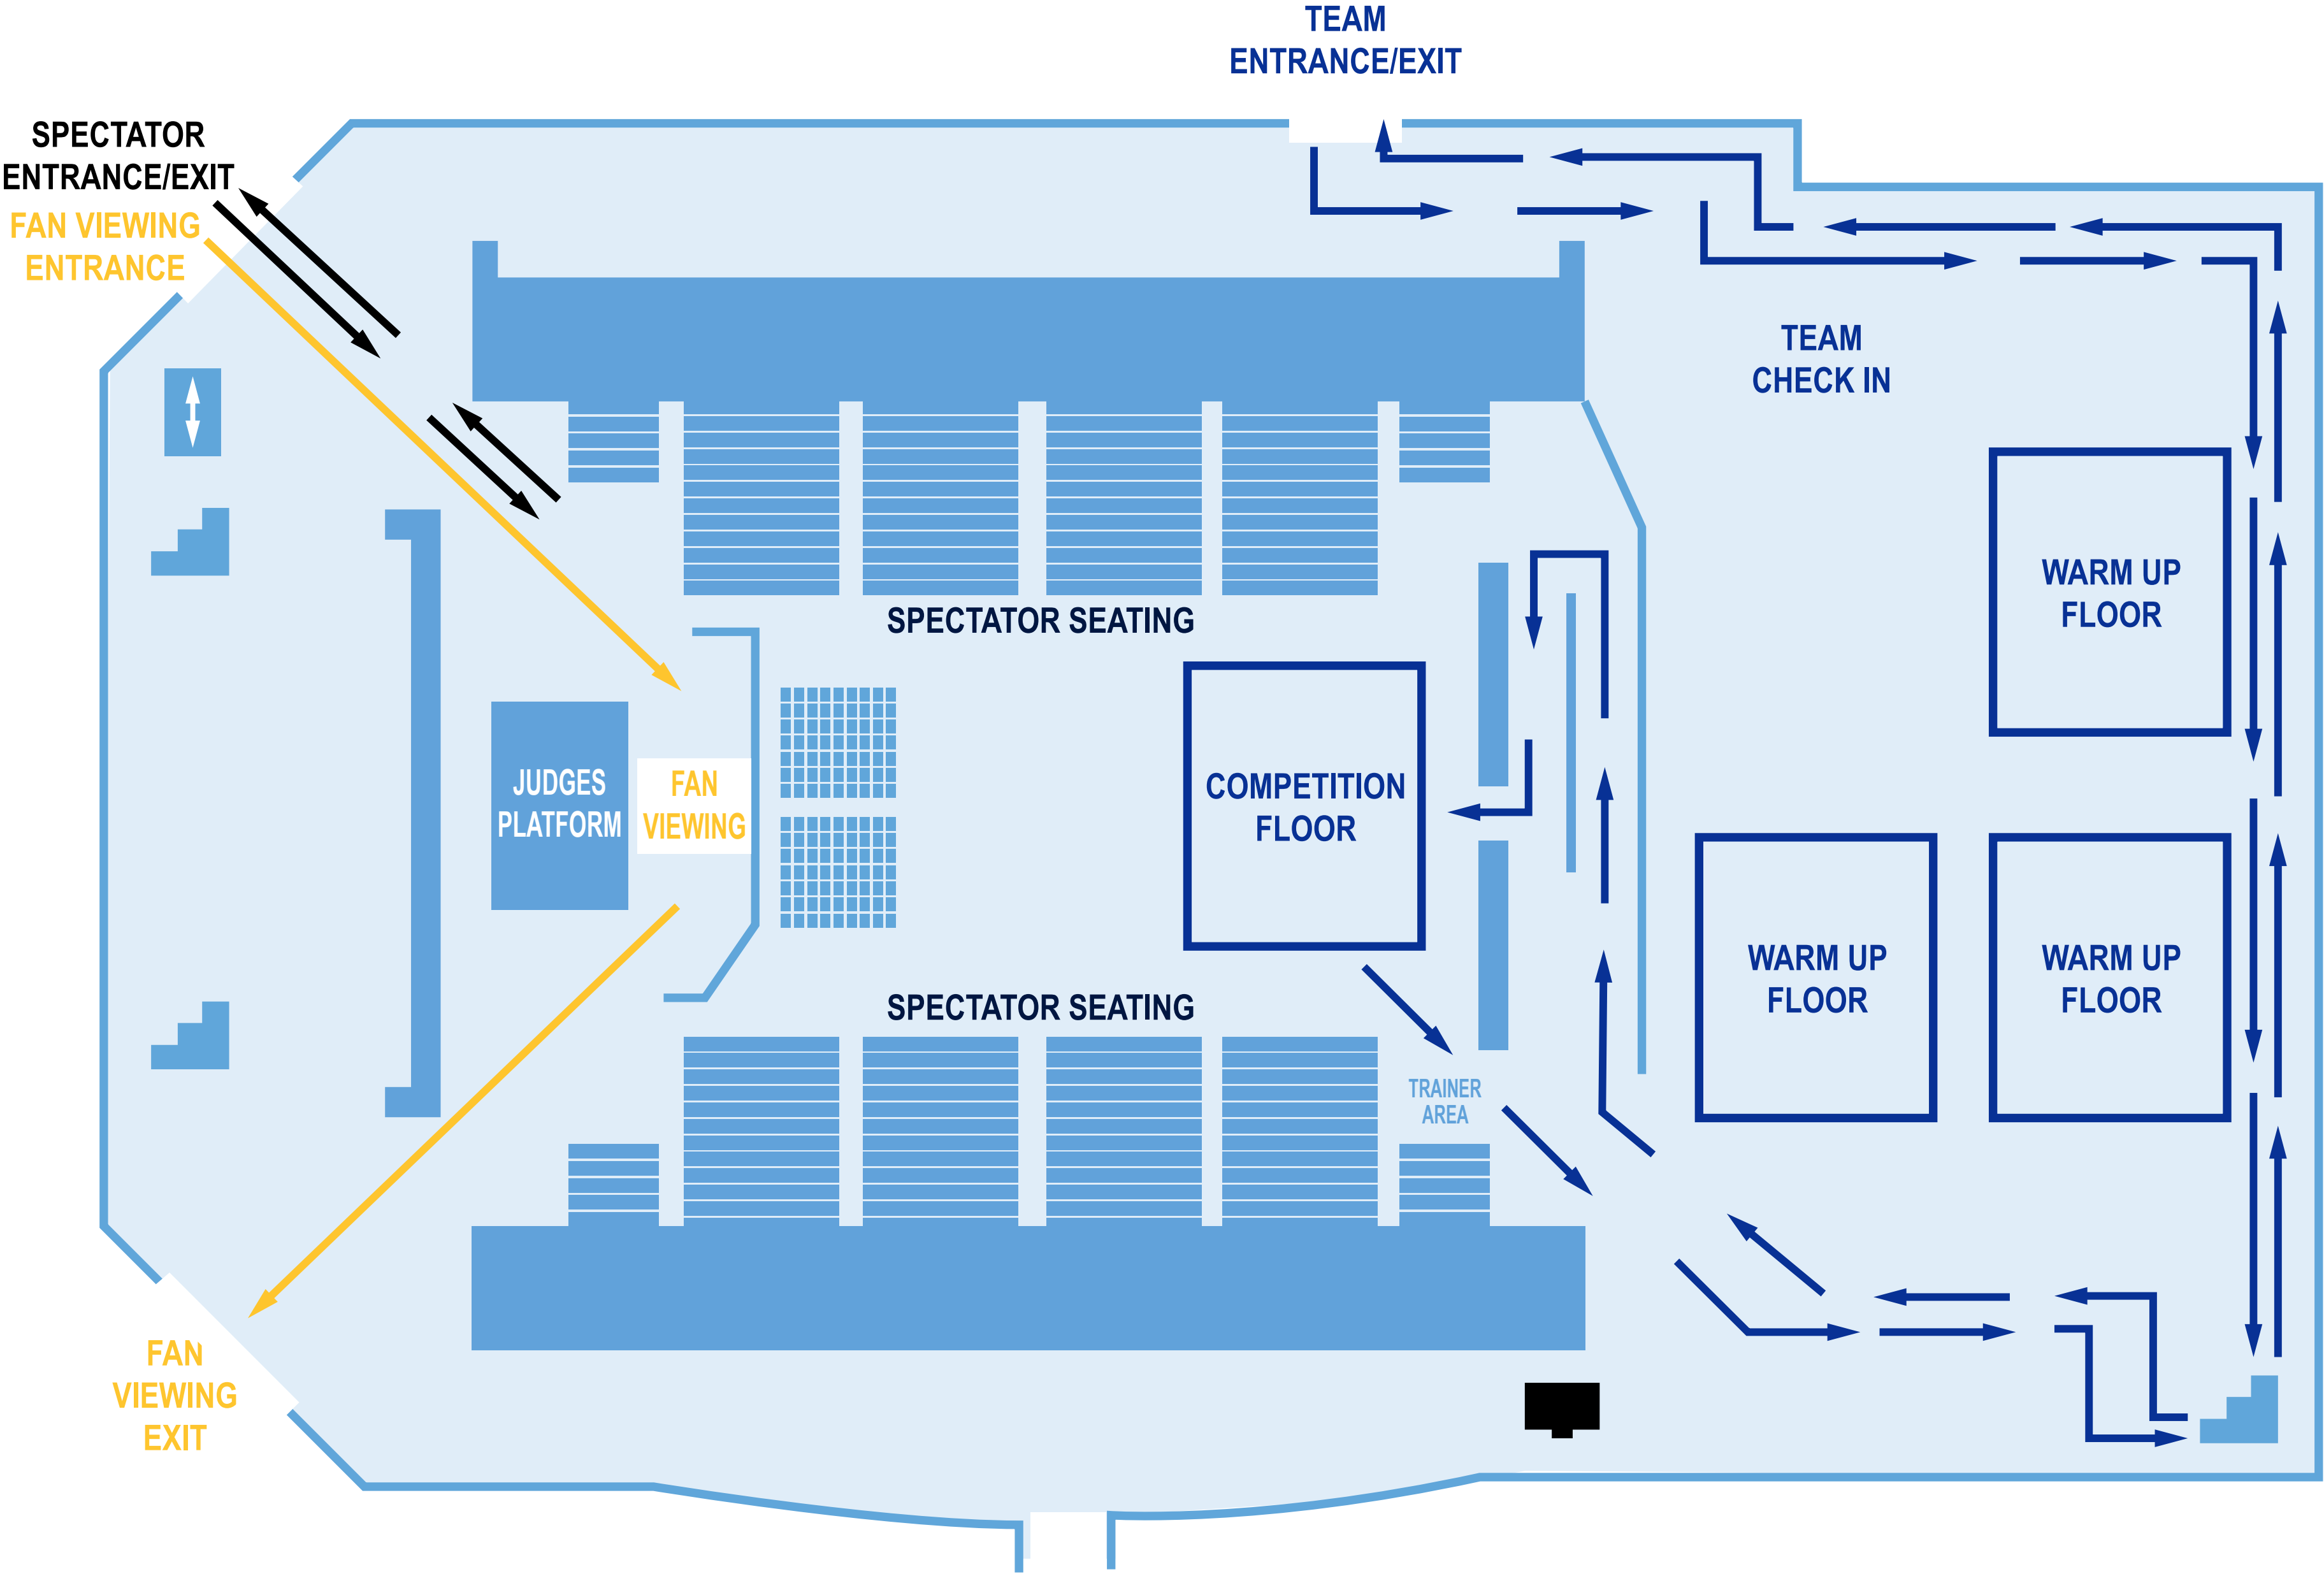 TEAM
ENTRANCE/EXIT
SPECTATOR
ENTRANCE/EXIT
FAN VIEWING
ENTRANCE
TEAM
CHECK IN
WARM UP
FLOOR
SPECTATOR SEATING
JUDGES
PLATFORM
FAN
VIEWING
COMPETITION
FLOOR
WARM UP
FLOOR
WARM UP
FLOOR
SPECTATOR SEATING
TRAINER
AREA
FAN
VIEWING
EXIT